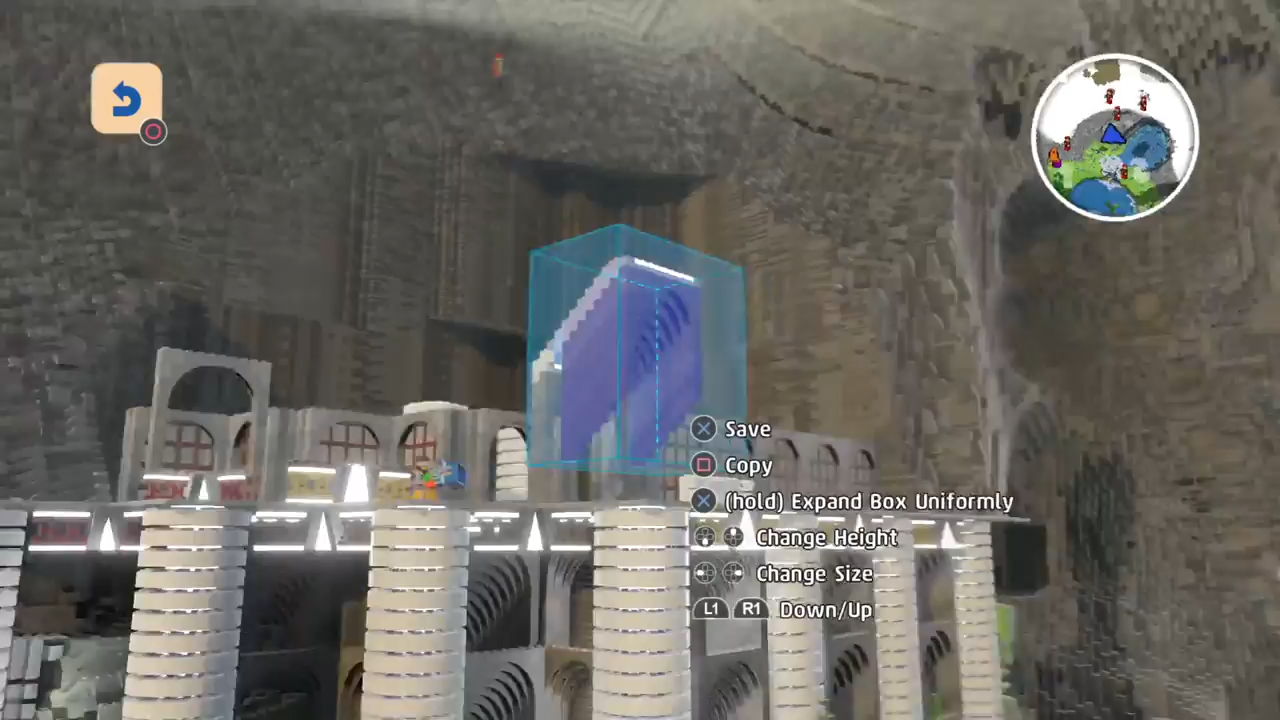 Save
Copy
(hold) Expand Box Uniformly
Change Height
Change Size
L1 R1 Down/Up